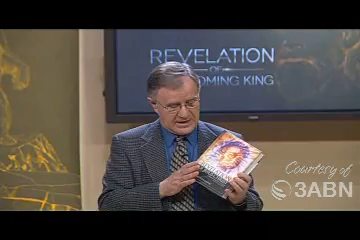 REVELATION
OF
COMING KING
Courtesy of
3ABN